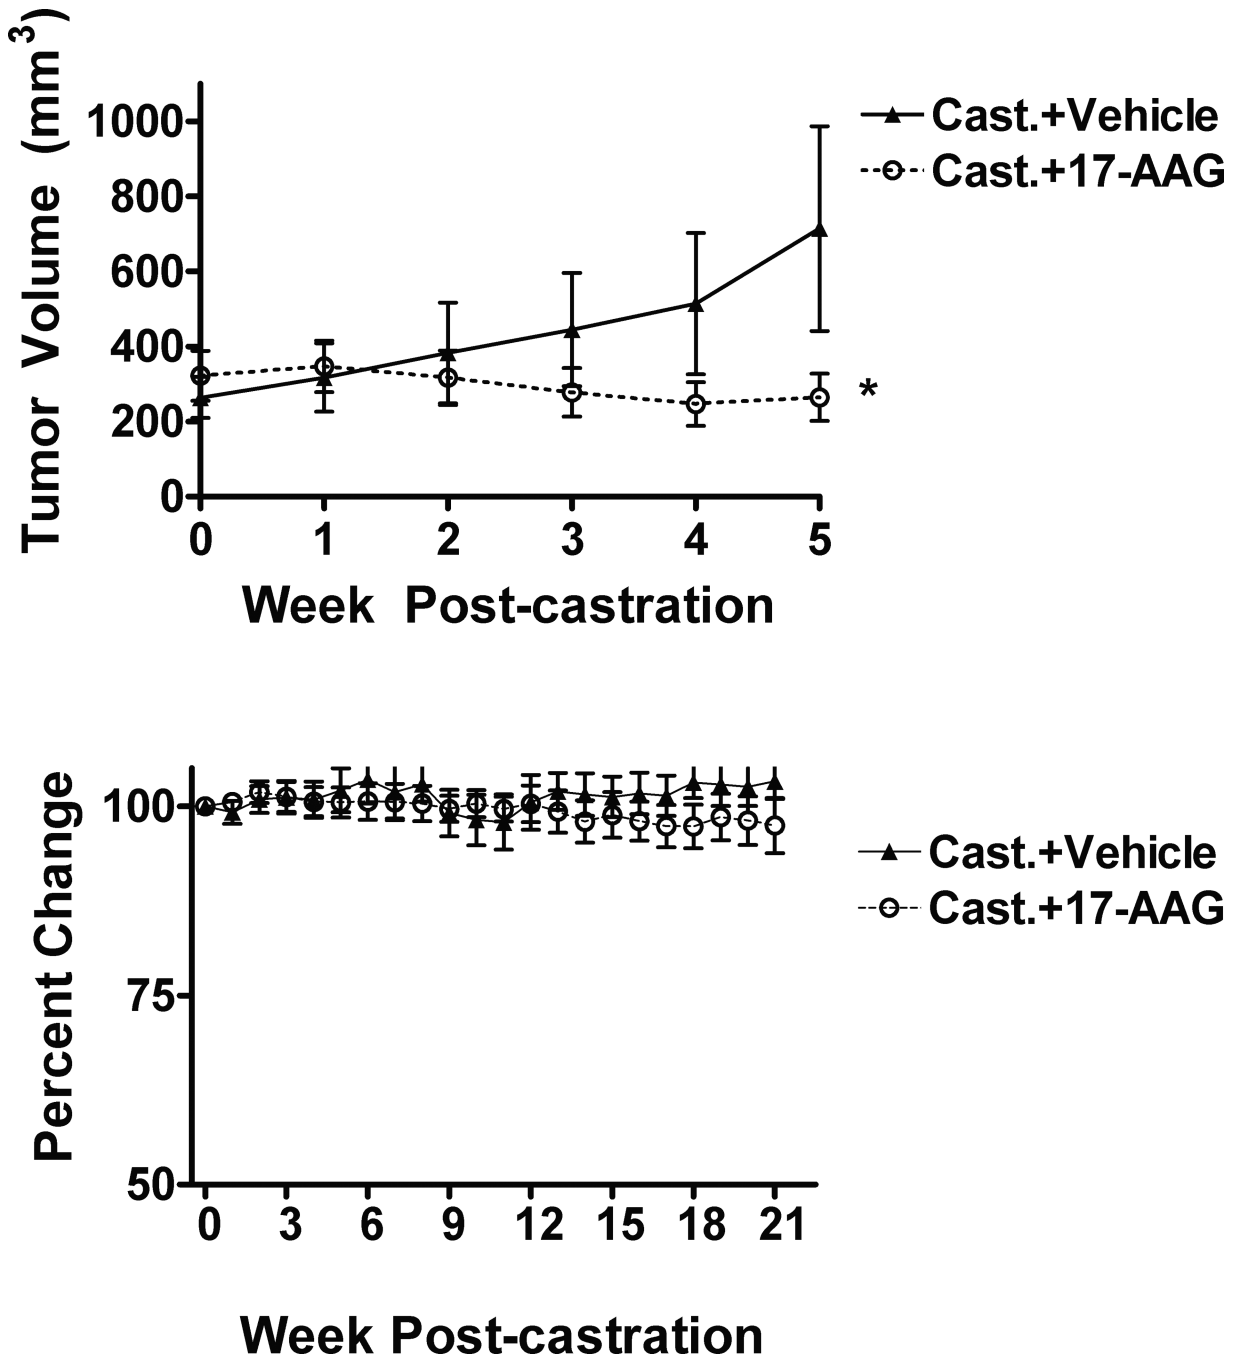 Tumor Volume (mm³)
1000
800
600
400
200
0
0 1 2 3 4 5
Week Post-castration
Cast.+Vehicle
Cast.+17-AAG
*
Percent Change
100
75
50
0 3 6 9 12 15 18 21
Week Post-castration
Cast.+Vehicle
Cast.+17-AAG